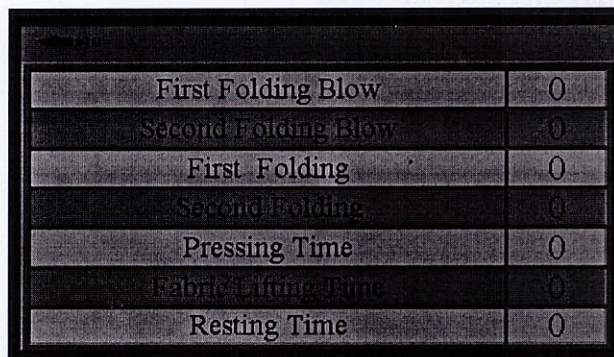 First Folding Blow 0
Second Folding Blow 0
First Folding 0
Second Folding 0
Pressing Time 0
Fabric Lifting Time 0
Resting Time 0